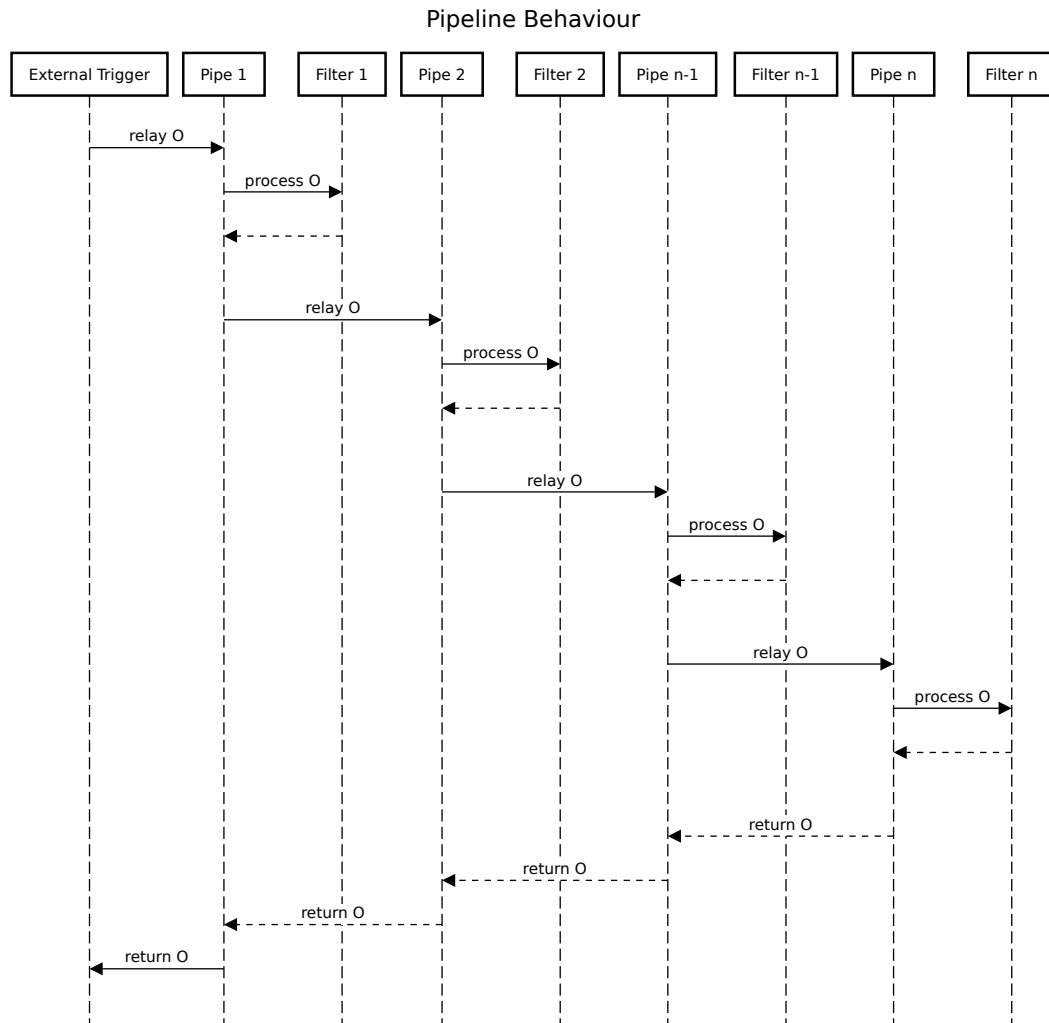 Pipeline Behaviour
External Trigger Pipe 1 Filter 1 Pipe 2 Filter 2 Pipe n-1 Filter n-1 Pipe n Filter n
relay O
process O
relay O
process O
relay O
process O
relay O
process O
return O
return O
return O
return O